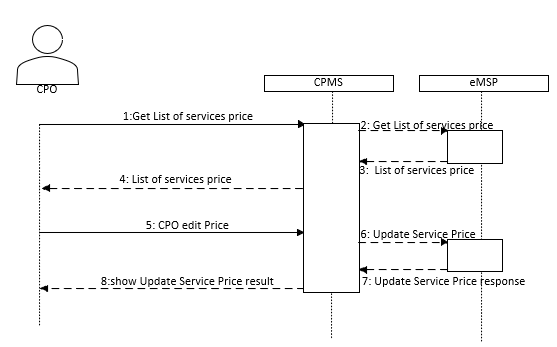 CPO
CPMS
eMSP
1:Get List of services price
2: Get List of services price
3:  List of services price
4: List of services price
5: CPO edit Price
6: Update Service Price
7: Update Service Price response
8:show Update Service Price result